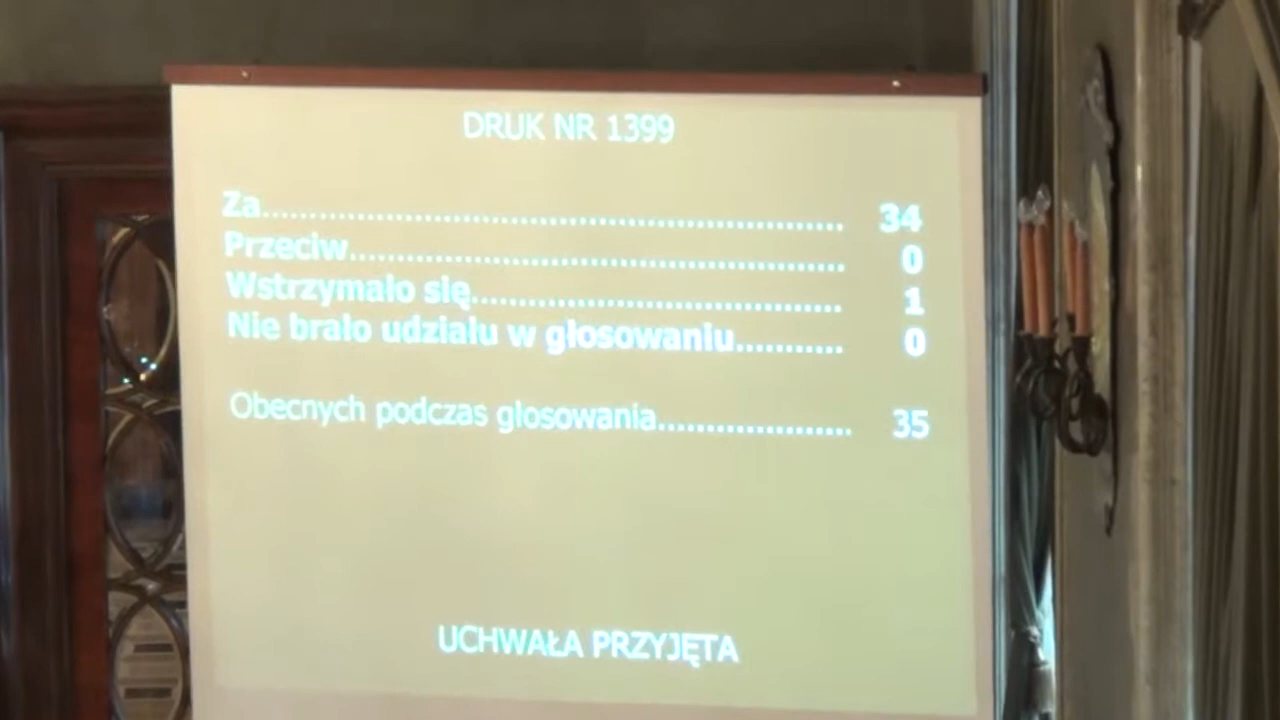 DRUK NR 1399
Za.......................................................... 34
Przeciw.................................................. 0
Wstrzymało się..................................... 1
Nie brało udziału w głosowaniu........... 0
Obecnych podczas głosowania................... 35
UCHWAŁA PRZYJĘTA